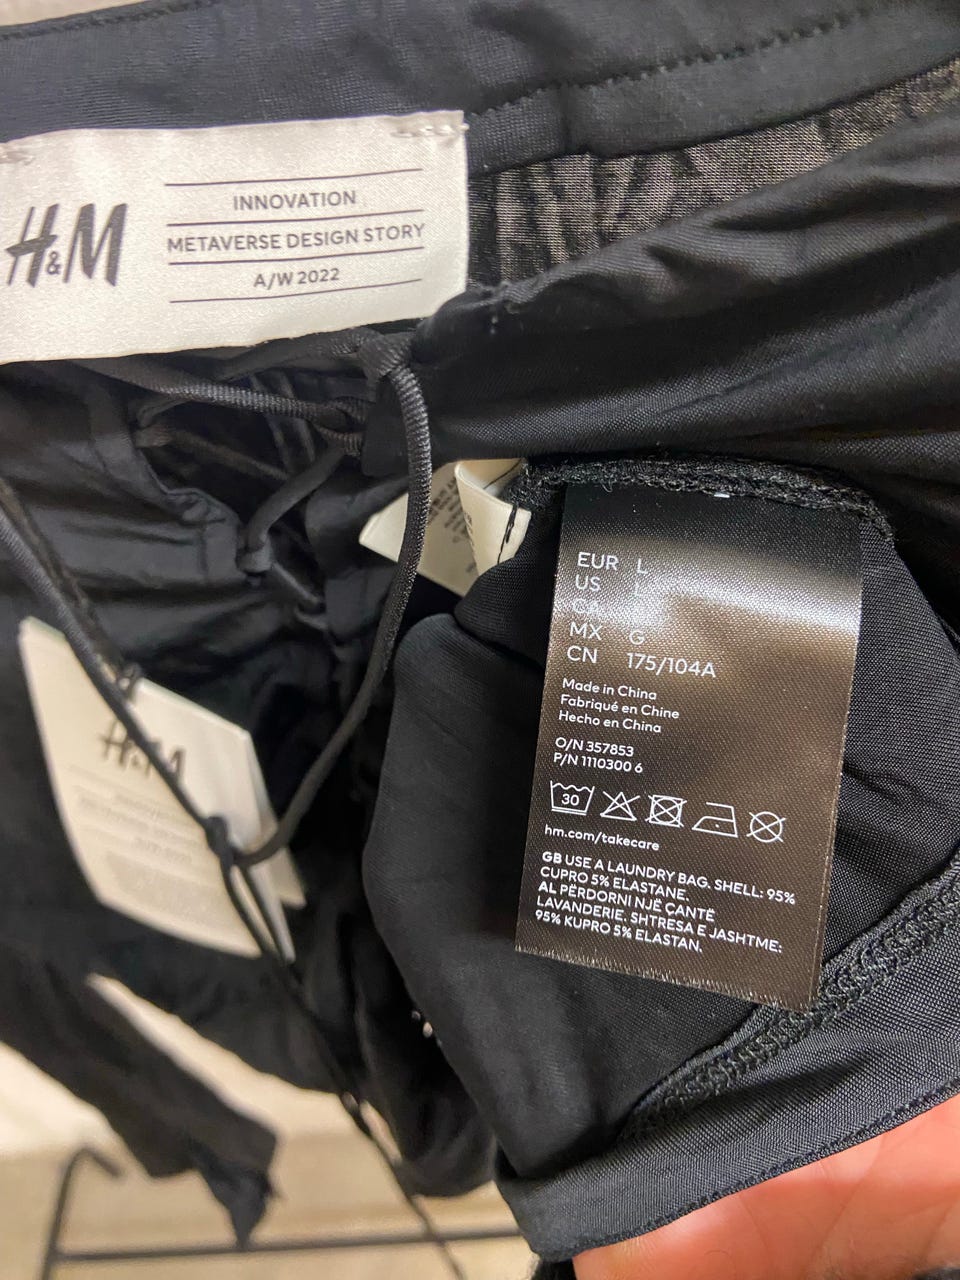 H&M
INNOVATION
METAVERSE DESIGN STORY
A/W 2022
EUR L
US L
CA
MX G
CN 175/104A
Made in China
Fabriqué en Chine
Hecho en China
O/N 357853
P/N 1110300 6
30
hm.com/takecare
GB USE A LAUNDRY BAG. SHELL: 95%
CUPRO 5% ELASTANE.
AL PËRDORNI NJË ÇANTË
LAVANDERIE. SHTRESA E JASHTME:
95% KUPRO 5% ELASTAN.
H&M